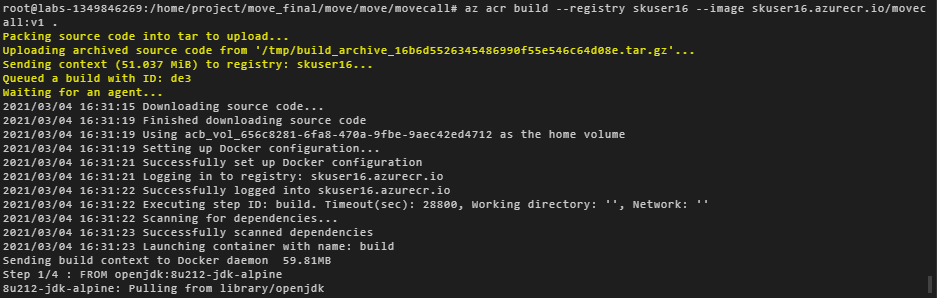 root@labs-1349846269:/home/project/move_final/move/move/movecall# az acr build --registry skuser16 --image skuser16.azurecr.io/movec
all:v1 .
Packing source code into tar to upload...
Uploading archived source code from '/tmp/build_archive_16b6d5526345486990f55e546c64d08e.tar.gz'...
Sending context (51.037 MiB) to registry: skuser16...
Queued a build with ID: de3
Waiting for an agent...
2021/03/04 16:31:15 Downloading source code...
2021/03/04 16:31:19 Finished downloading source code
2021/03/04 16:31:19 Using acb_vol_656c8281-6fa8-470a-9fbe-9aec42ed4712 as the home volume
2021/03/04 16:31:19 Setting up Docker configuration...
2021/03/04 16:31:21 Successfully set up Docker configuration
2021/03/04 16:31:21 Logging in to registry: skuser16.azurecr.io
2021/03/04 16:31:22 Successfully logged into skuser16.azurecr.io
2021/03/04 16:31:22 Executing step ID: build. Timeout(sec): 28800, Working directory: '', Network: ''
2021/03/04 16:31:22 Scanning for dependencies...
2021/03/04 16:31:23 Successfully scanned dependencies
2021/03/04 16:31:23 Launching container with name: build
Sending build context to Docker daemon  59.81MB
Step 1/4 : FROM openjdk:8u212-jdk-alpine
8u212-jdk-alpine: Pulling from library/openjdk